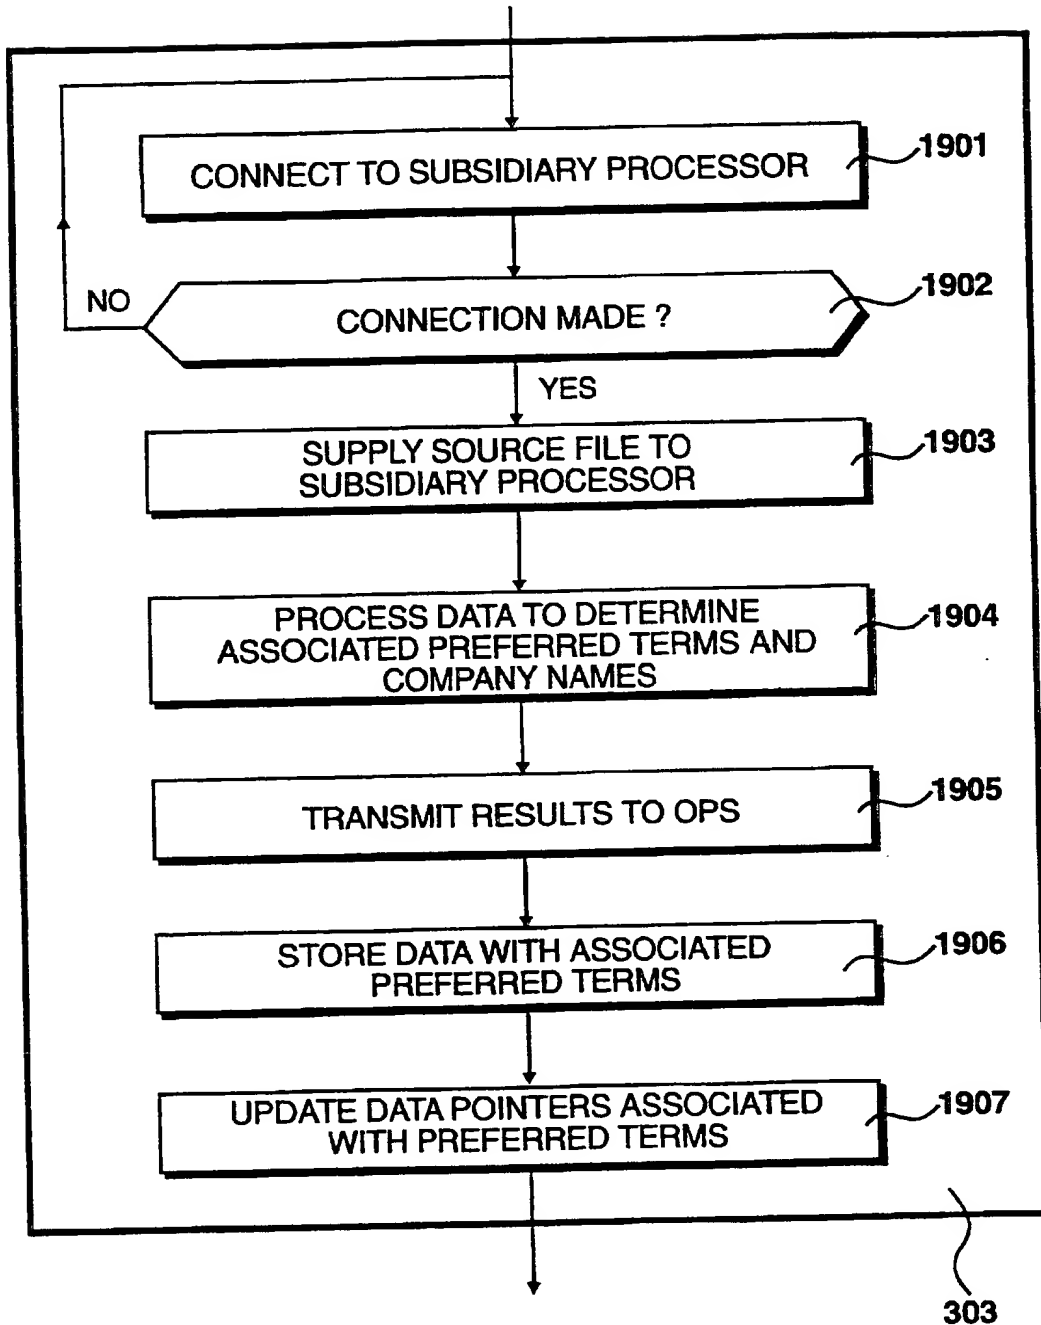 CONNECT TO SUBSIDIARY PROCESSOR
1901
NO
CONNECTION MADE ?
1902
YES
SUPPLY SOURCE FILE TO
SUBSIDIARY PROCESSOR
1903
PROCESS DATA TO DETERMINE
ASSOCIATED PREFERRED TERMS AND
COMPANY NAMES
1904
TRANSMIT RESULTS TO OPS
1905
STORE DATA WITH ASSOCIATED
PREFERRED TERMS
1906
UPDATE DATA POINTERS ASSOCIATED
WITH PREFERRED TERMS
1907
303